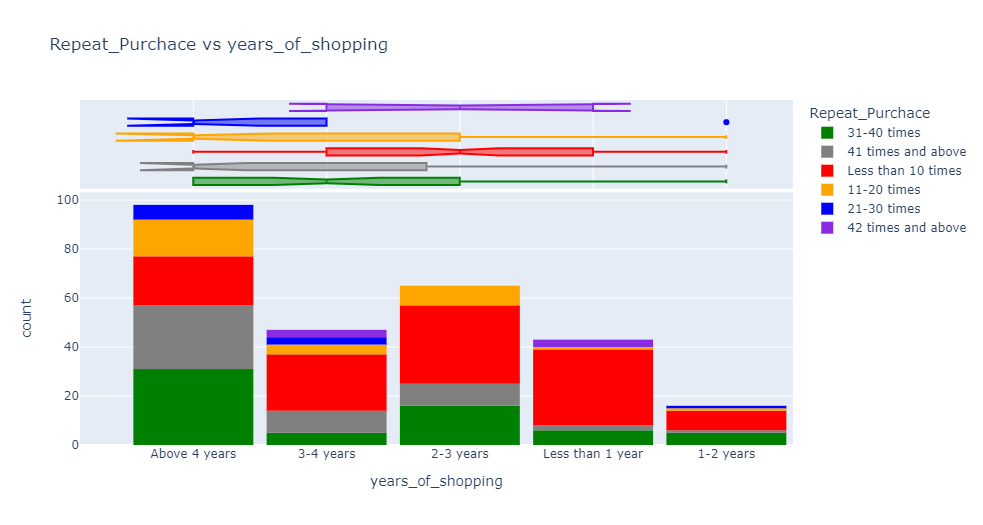 Repeat_Purchace vs years_of_shopping
Repeat_Purchace
31-40 times
41 times and above
Less than 10 times
11-20 times
21-30 times
42 times and above
100
80
60
40
20
0
count
Above 4 years
3-4 years
2-3 years
Less than 1 year
1-2 years
years_of_shopping